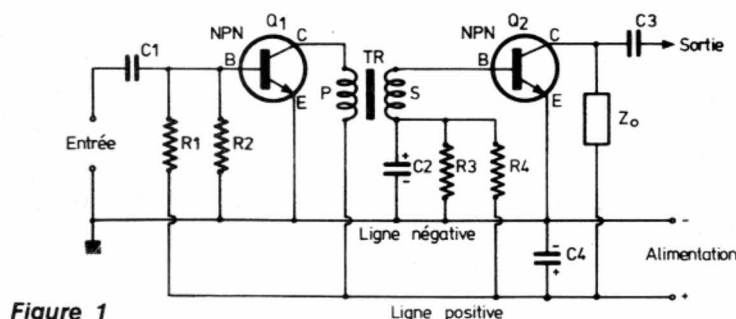 Q1
Q2
NPN
C
TR
NPN
C
C3
Sortie
C1
B
B
P
S
E
E
Entrée
R1
R2
C2
+
-
R3
R4
Zo
Ligne négative
-
-
C4
+
Alimentation
+
Figure 1
Ligne positive